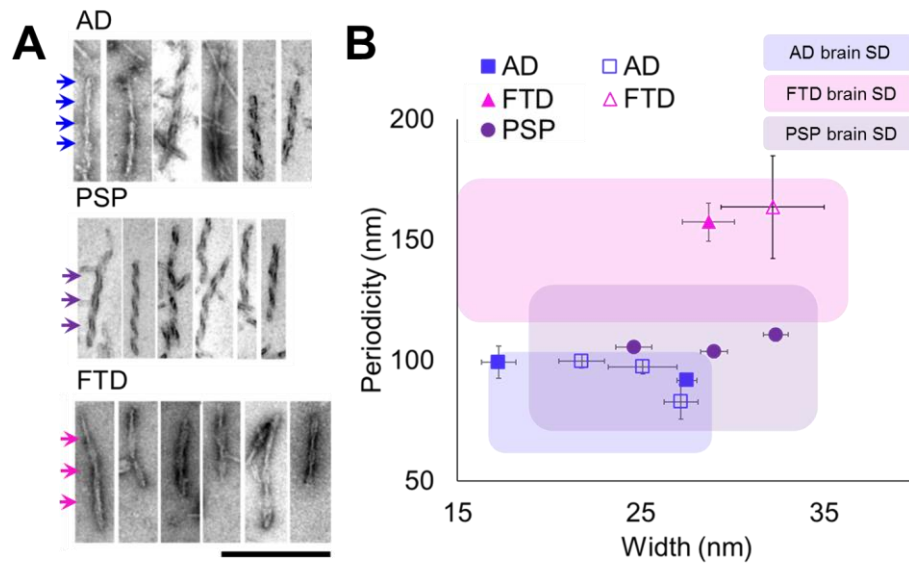 A
AD
PSP
FTD
B
AD AD
FTD FTD
PSP
AD brain SD
FTD brain SD
PSP brain SD
Periodicity (nm)
200
150
100
50
15 25 35
Width (nm)